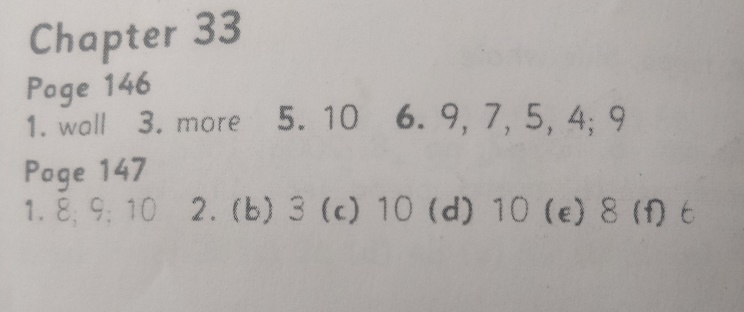 Chapter 33
Page 146
1. wall 3. more 5. 10 6. 9, 7, 5, 4; 9
Page 147
1. 8; 9; 10 2. (b) 3 (c) 10 (d) 10 (e) 8 (f) 6